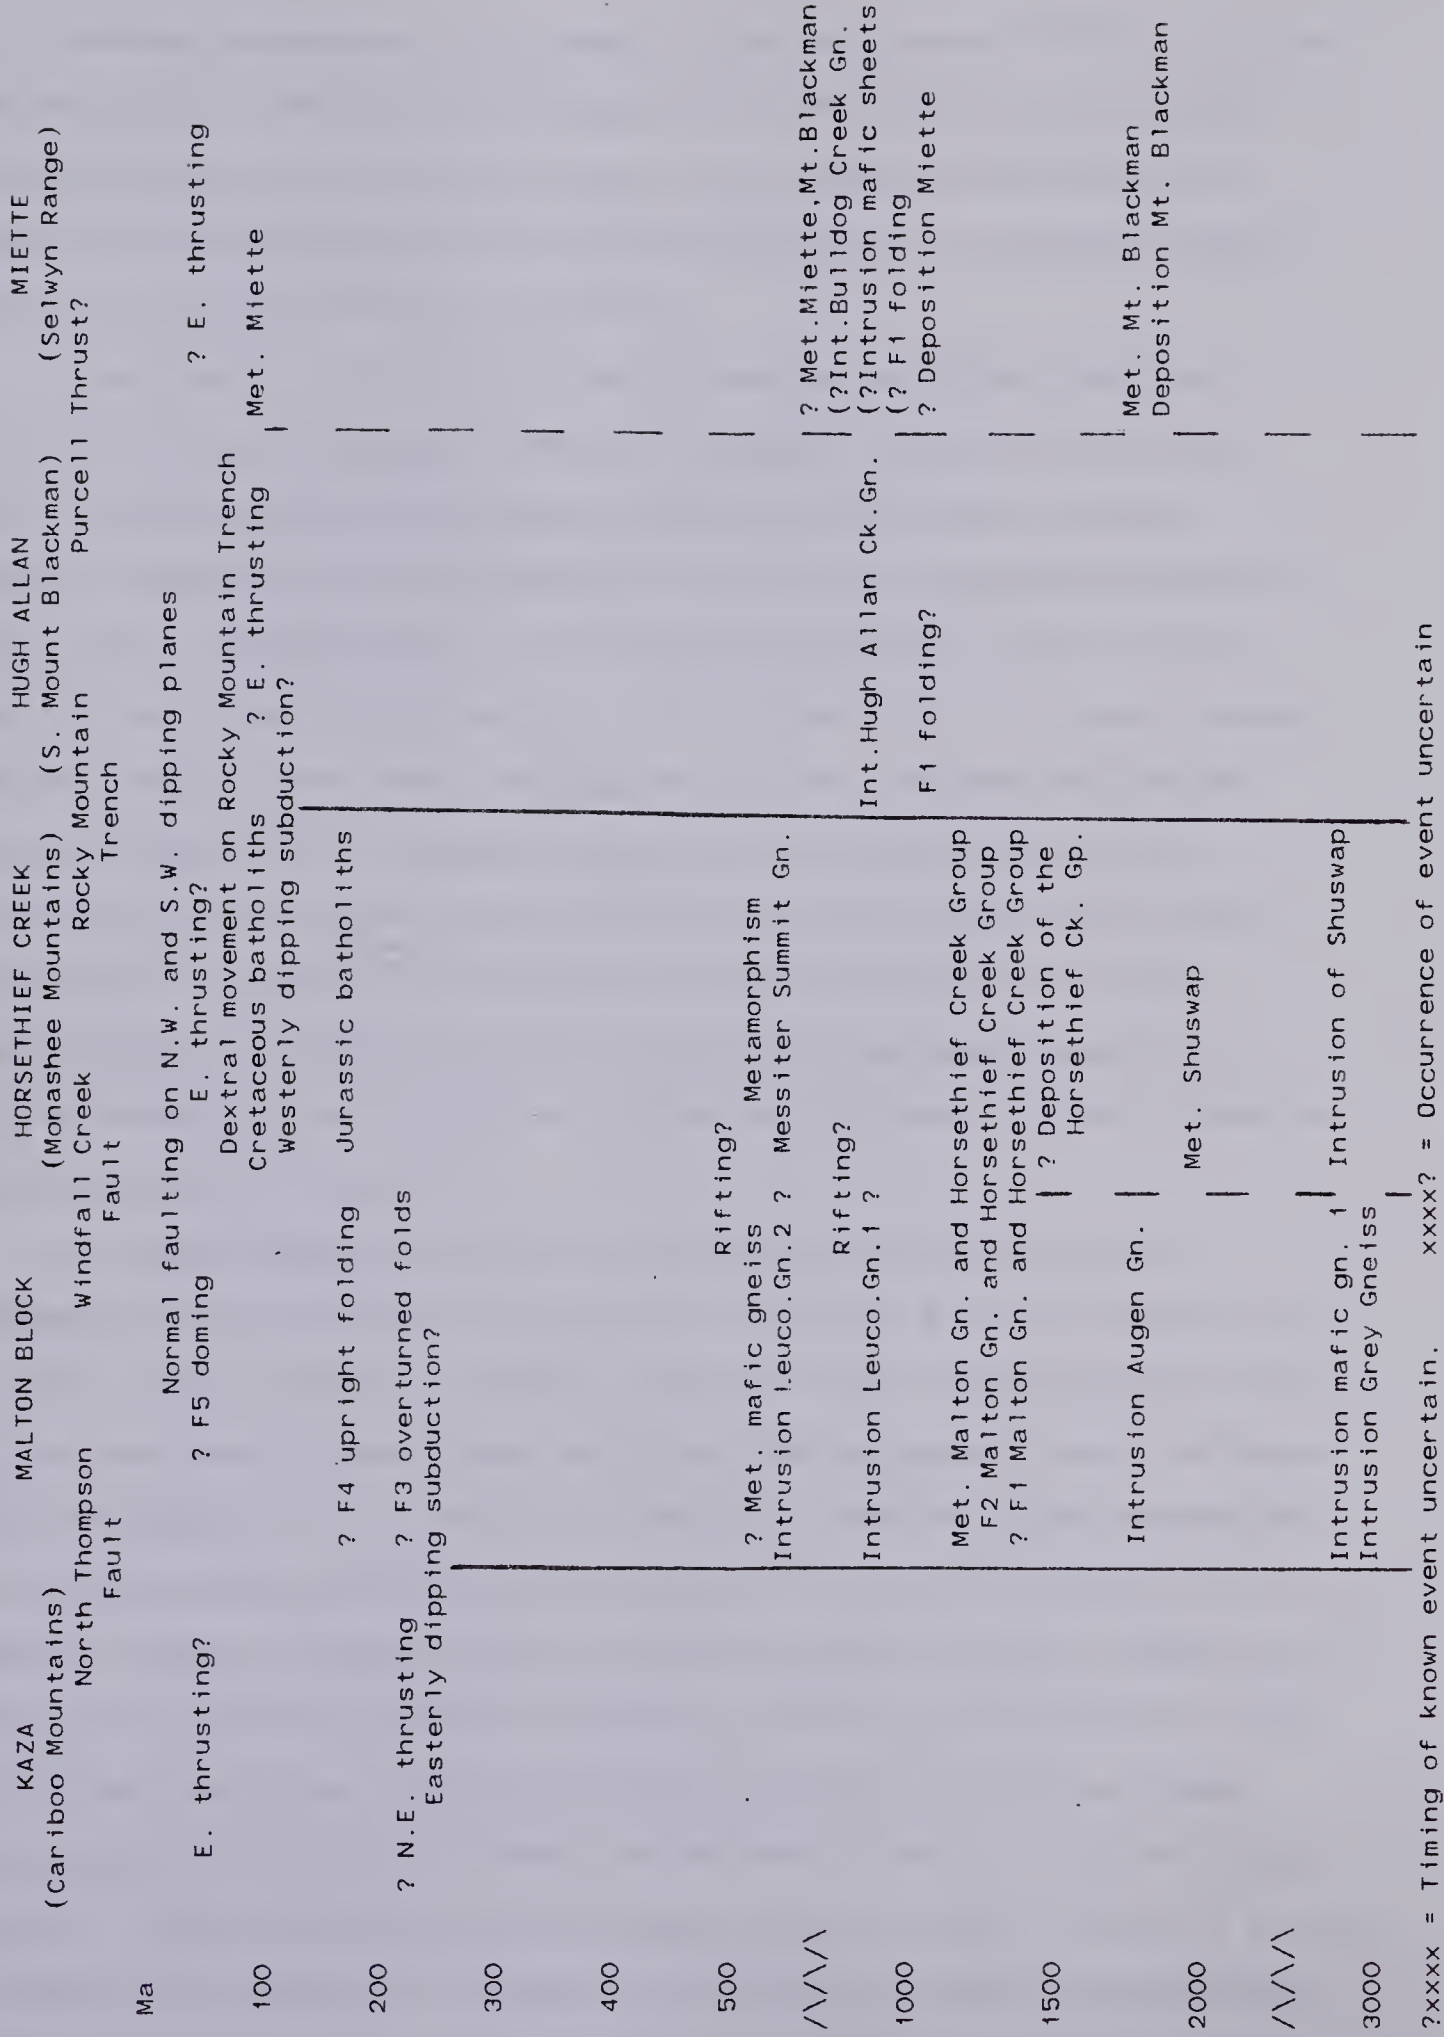 KAZA MALTON BLOCK HORSETHIEF CREEK HUGH ALLAN MIETTE
(Cariboo Mountains) (Monashee Mountains) (S. Mount Blackman) (Selwyn Range)
North Thompson Windfall Creek Rocky Mountain Purcell Thrust?
Fault Fault Trench
Ma
Normal faulting on N.W. and S.W. dipping planes
E. thrusting? ? F5 doming E. thrusting? ? E. thrusting
Dextral movement on Rocky Mountain Trench
100 Cretaceous batholiths ? E. thrusting Met. Miette
Westerly dipping subduction?
? F4 upright folding Jurassic batholiths
200
? N.E. thrusting ? F3 overturned folds
Easterly dipping subduction?
300
400
500 Rifting?
? Met. mafic gneiss Metamorphism
Intrusion Leuco.Gn.2 ? Messiter Summit Gn.
/\/\/\/\ ? Met.Miette,Mt.Blackman
Rifting? (?Int.Bulldog Creek Gn.
Intrusion Leuco.Gn.1 ? Int.Hugh Allan Ck.Gn. (?Intrusion mafic sheets
1000 (? F1 folding
F1 folding? ? Deposition Miette
Met. Malton Gn. and Horsethief Creek Group
F2 Malton Gn. and Horsethief Creek Group
? F1 Malton Gn. and Horsethief Creek Group
1500 ? Deposition of the
Horsethief Ck. Gp.
Intrusion Augen Gn. Met. Mt. Blackman
Deposition Mt. Blackman
2000 Met. Shuswap
/\/\/\/\
Intrusion mafic gn. 1 Intrusion of Shuswap
3000 Intrusion Grey Gneiss
?xxxx = Timing of known event uncertain. xxxx? = Occurrence of event uncertain